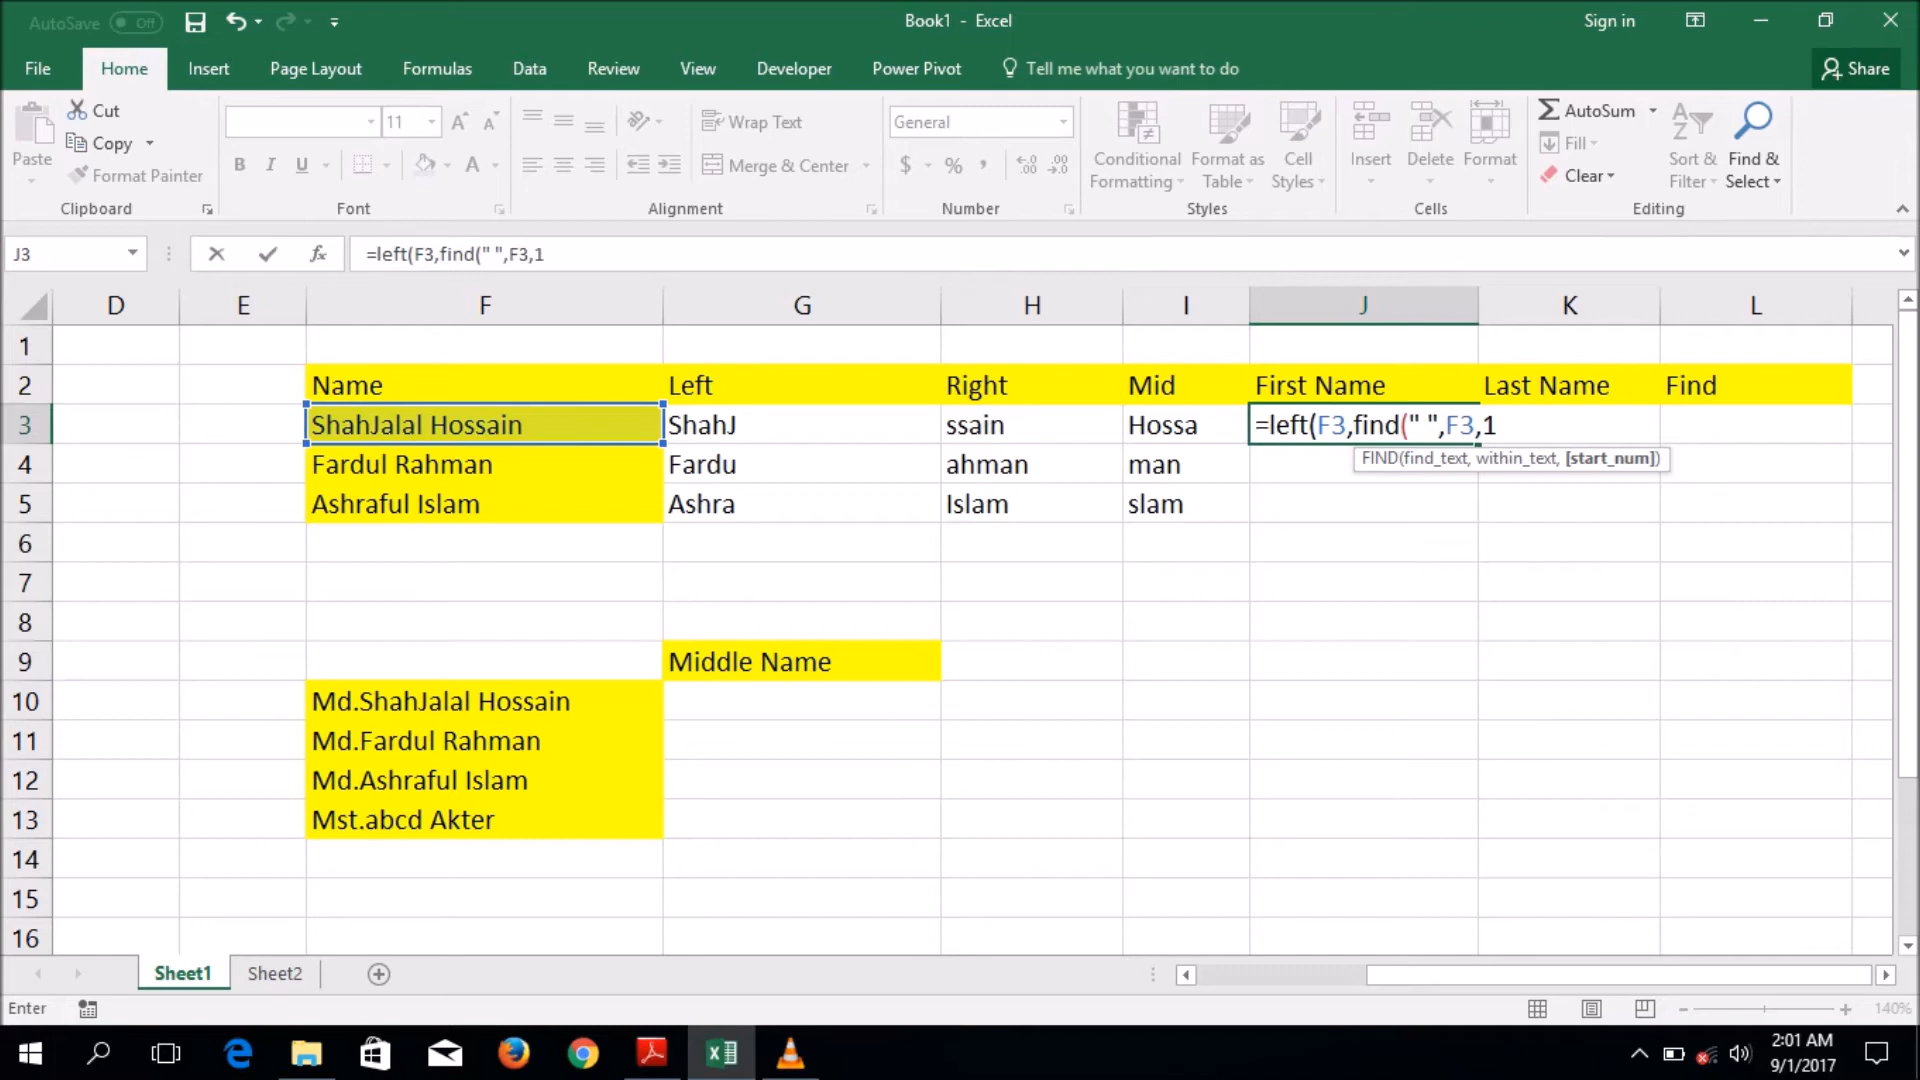 AutoSave Off Book1 - Excel Sign in
File Home Insert Page Layout Formulas Data Review View Developer Power Pivot Tell me what you want to do Share
Paste
Cut
Copy
Format Painter
Clipboard
11
B I U
Font
Wrap Text
Merge & Center
Alignment
General
$ % ,
Number
Conditional Formatting
Format as Table
Cell Styles
Styles
Insert Delete Format
Cells
AutoSum
Fill
Clear
Sort & Filter
Find & Select
Editing
J3 fx =left(F3,find(" ",F3,1
D E F G H I J K L
1
2 Name Left Right Mid First Name Last Name Find
3 ShahJalal Hossain ShahJ ssain Hossa =left(F3,find(" ",F3,1
FIND(find_text, within_text, [start_num])
4 Fardul Rahman Fardu ahman man
5 Ashraful Islam Ashra Islam slam
6
7
8
9 Middle Name
10 Md.ShahJalal Hossain
11 Md.Fardul Rahman
12 Md.Ashraful Islam
13 Mst.abcd Akter
14
15
16
Sheet1 Sheet2
Enter 140%
2:01 AM
9/1/2017